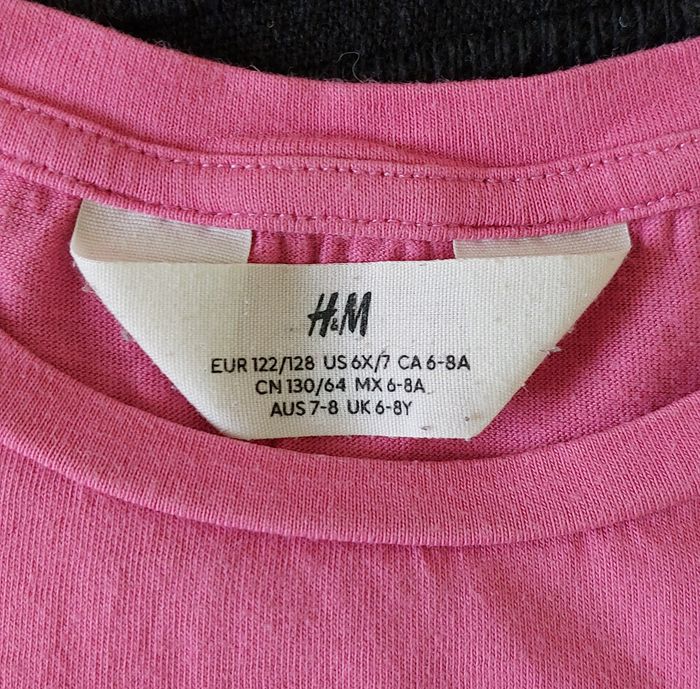 H&M
EUR 122/128 US 6X/7 CA 6-8A
CN 130/64 MX 6-8A
AUS 7-8 UK 6-8Y